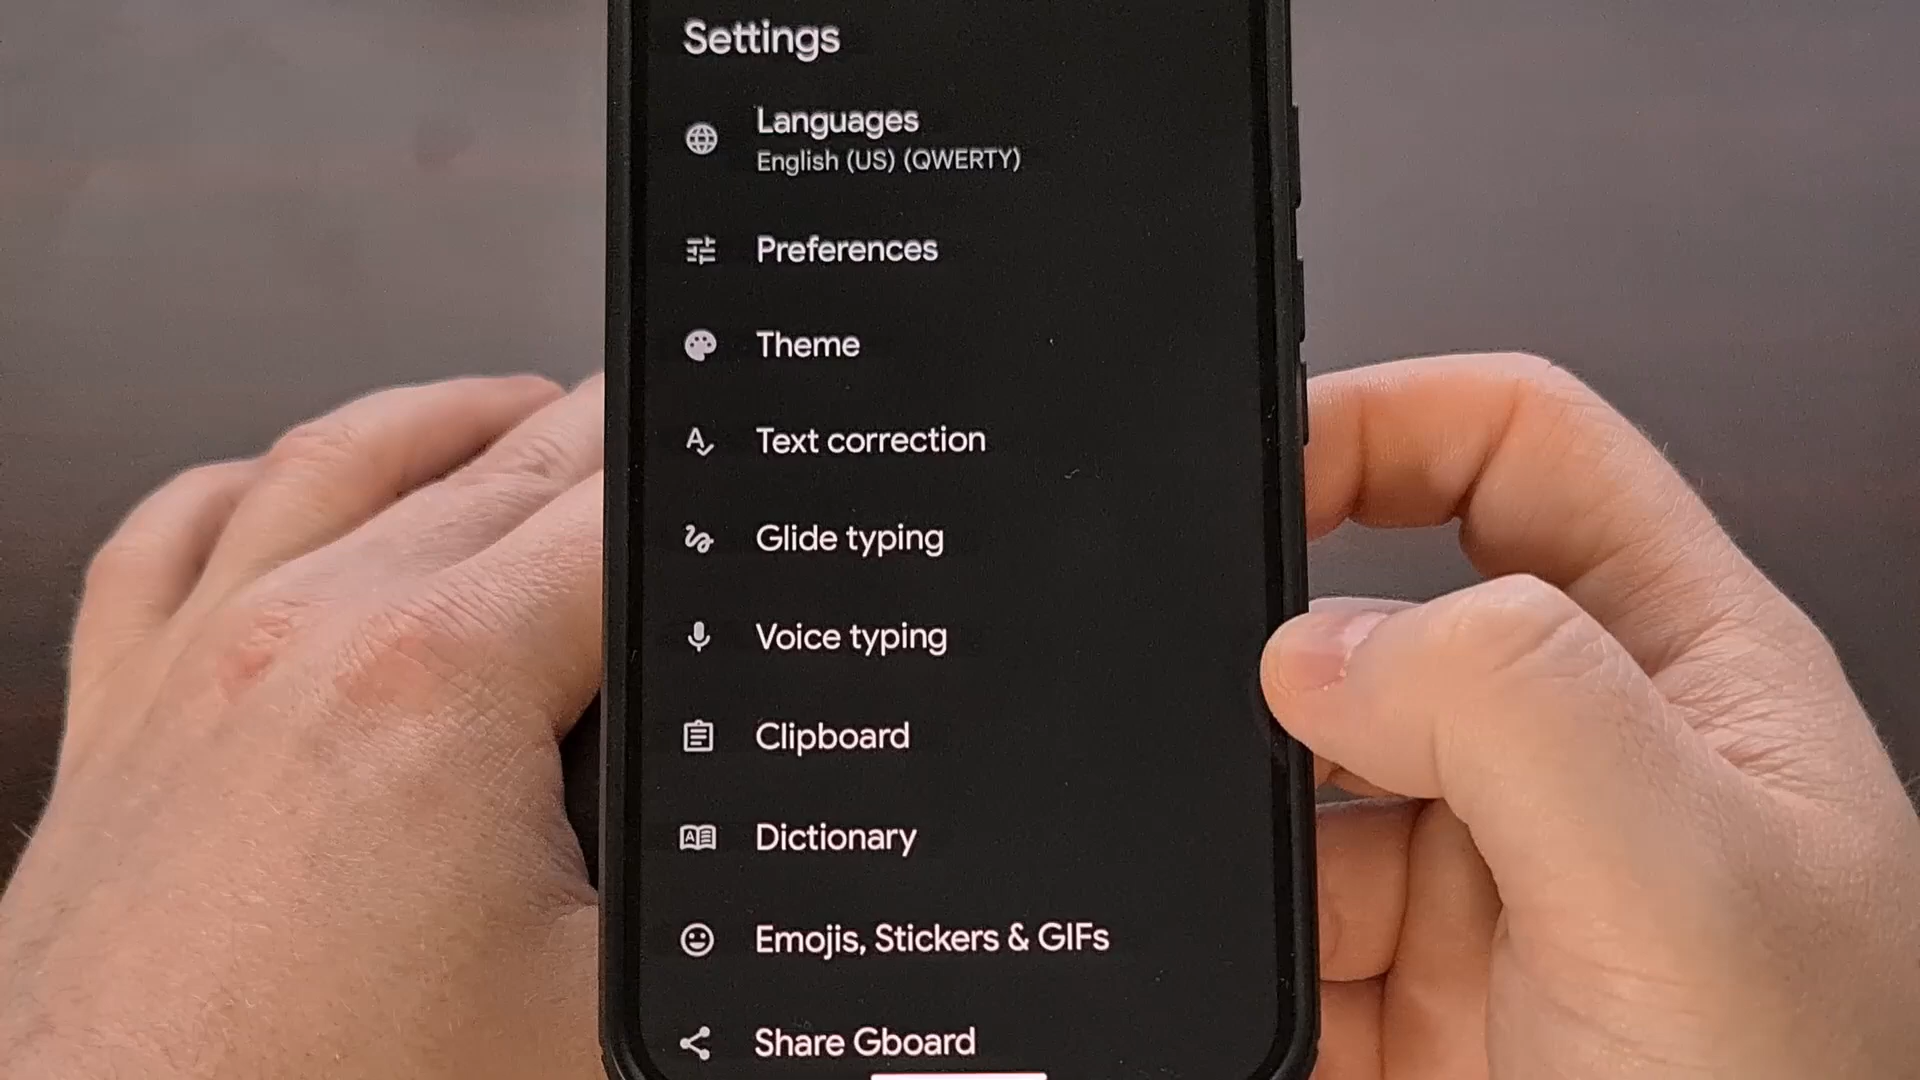 Settings
Languages
English (US) (QWERTY)
Preferences
Theme
Text correction
Glide typing
Voice typing
Clipboard
Dictionary
Emojis, Stickers & GIFs
Share Gboard